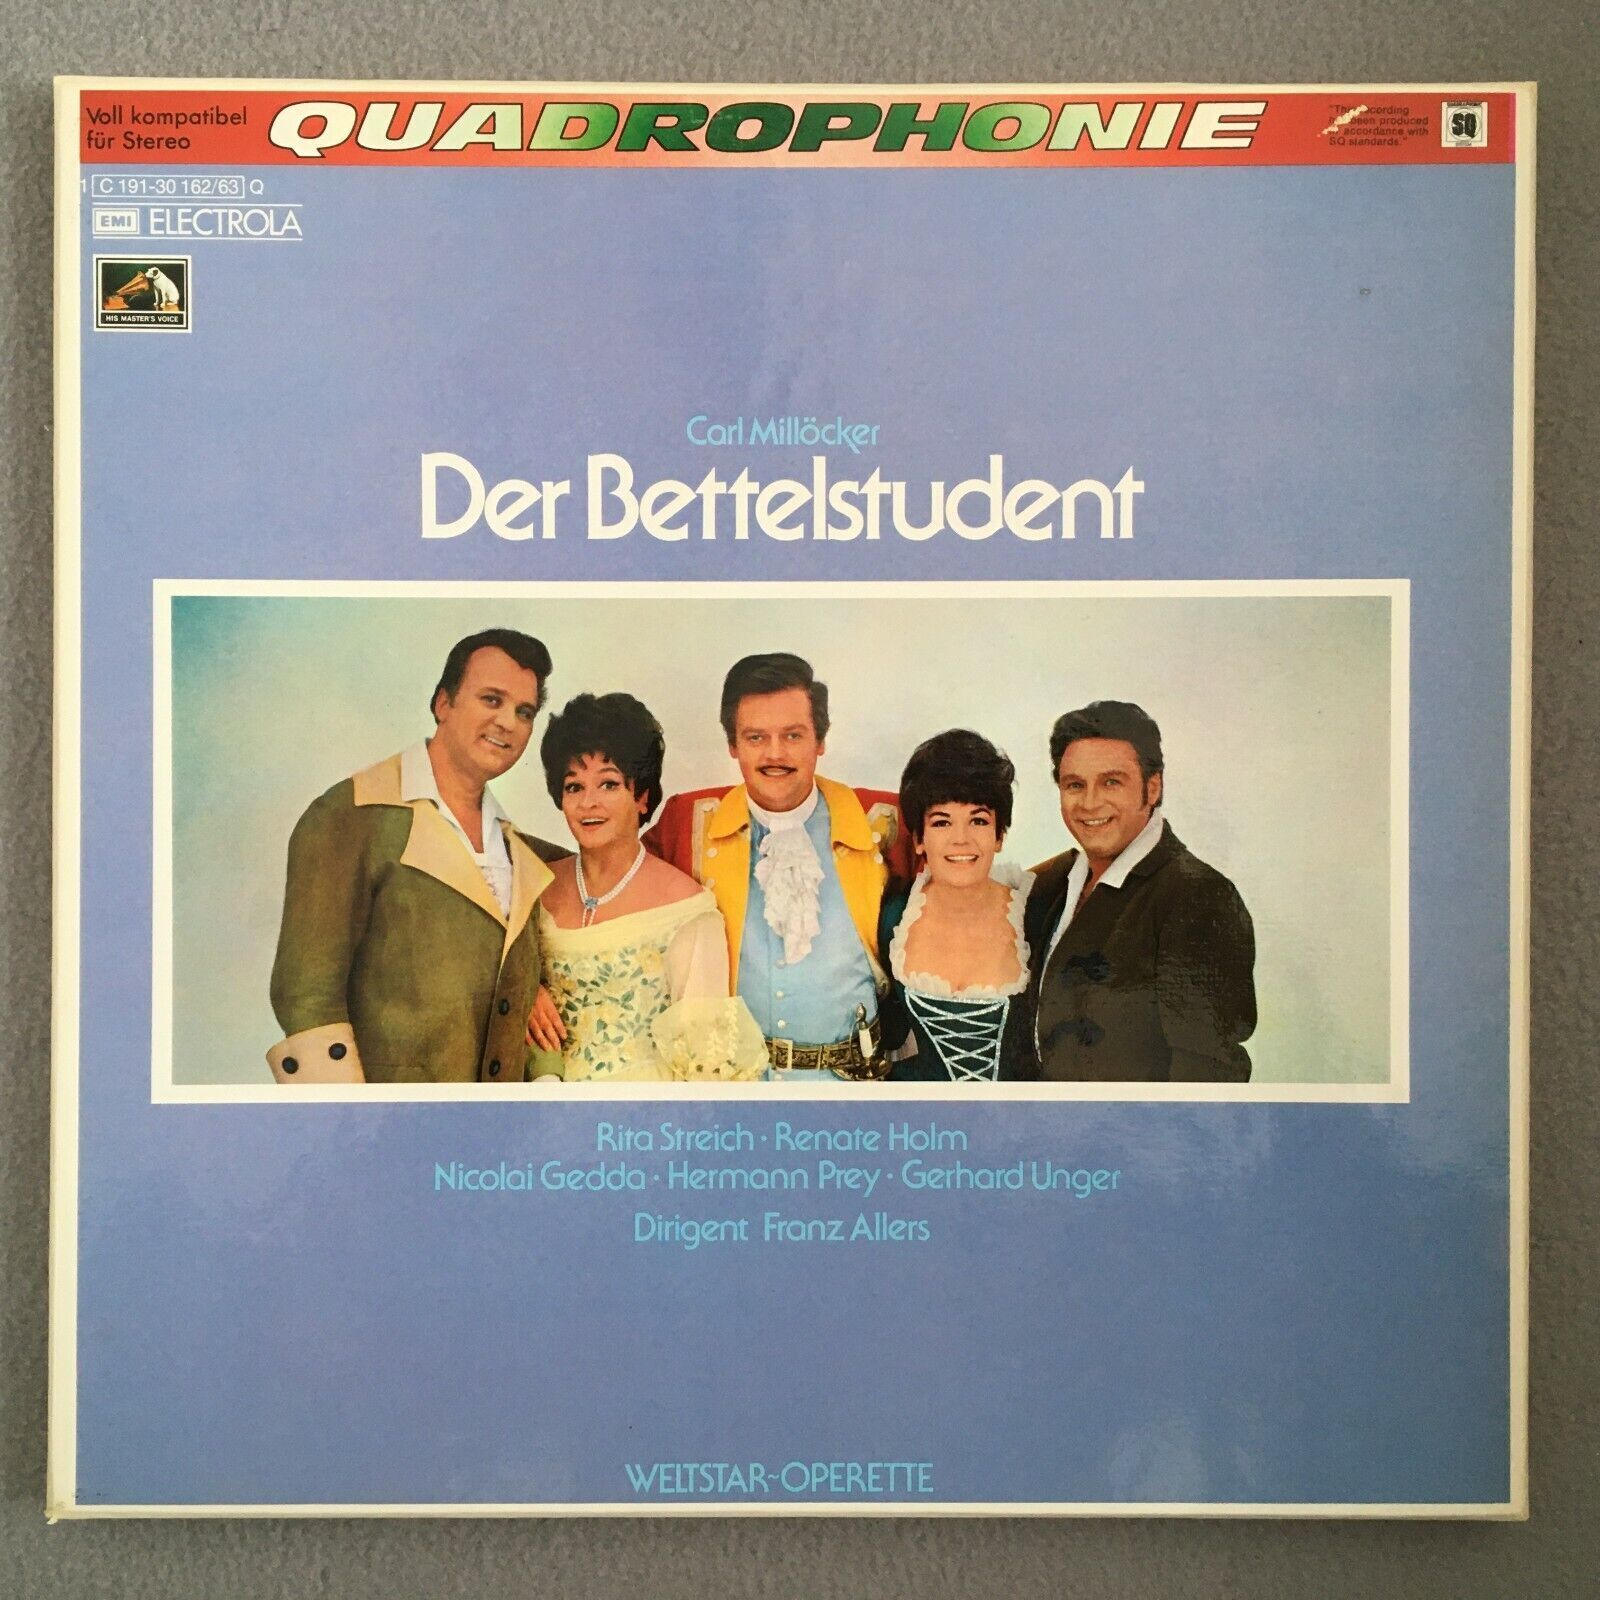 Voll kompatibel
für Stereo
QUADROPHONIE
"This recording
been produced
accordance with
SQ standards."
SQ
1 C 191-30 162/63 Q
EMI ELECTROLA
HIS MASTER'S VOICE
Carl Millöcker
Der Bettelstudent
Rita Streich · Renate Holm
Nicolai Gedda · Hermann Prey · Gerhard Unger
Dirigent Franz Allers
WELTSTAR~OPERETTE